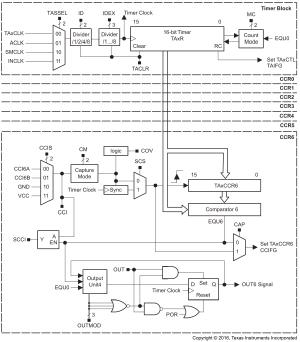 Timer Block
TASSEL
ID
IDEX
Timer Clock
MC
2
2
3
15
0
2
TAxCLK
ACLK
SMCLK
INCLK
00
01
10
11
Divider
/1/2/4/8
Divider
/1.../8
16-bit Timer
TAxR
Clear
RC
Count
Mode
EQU0
TACLR
Set TAxCTL
TAIFG
CCR0
CCR1
CCR2
CCR3
CCR4
CCR5
CCR6
CCIS
CM
logic
COV
2
2
SCS
CCI6A
CCI6B
GND
VCC
00
01
10
11
Capture
Mode
Timer Clock
Sync
0
1
15
0
TAxCCR6
CCI
Comparator 6
EQU6
CAP
SCCI
Y
A
EN
0
1
Set TAxCCR6
CCIFG
OUT
EQU0
Output
Unit4
D
Set
Q
OUT6 Signal
Timer Clock
Reset
POR
3
OUTMOD
Copyright © 2016, Texas Instruments Incorporated